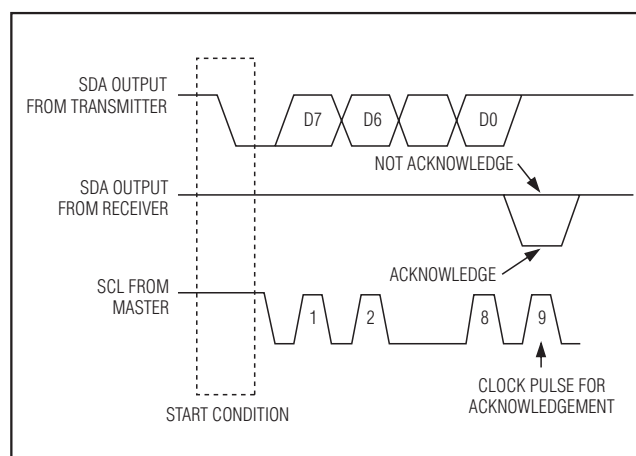 SDA OUTPUT
FROM TRANSMITTER
D7
D6
D0
NOT ACKNOWLEDGE
SDA OUTPUT
FROM RECEIVER
ACKNOWLEDGE
SCL FROM
MASTER
1
2
8
9
CLOCK PULSE FOR
ACKNOWLEDGEMENT
START CONDITION